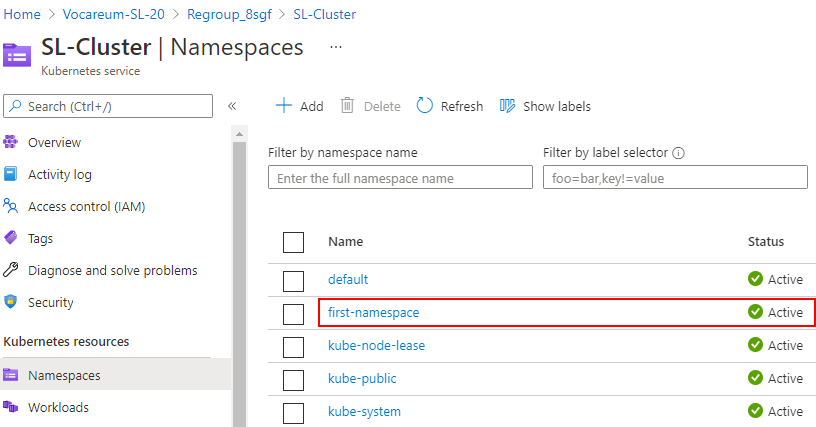 Home > Vocareum-SL-20 > Regroup_8sgf > SL-Cluster
SL-Cluster | Namespaces ...
Kubernetes service
Search (Ctrl+/) «
Add Delete Refresh Show labels
Overview
Activity log
Access control (IAM)
Tags
Diagnose and solve problems
Security
Kubernetes resources
Namespaces
Workloads
Filter by namespace name
Enter the full namespace name
Filter by label selector
foo=bar,key!=value
Name Status
default Active
first-namespace Active
kube-node-lease Active
kube-public Active
kube-system Active